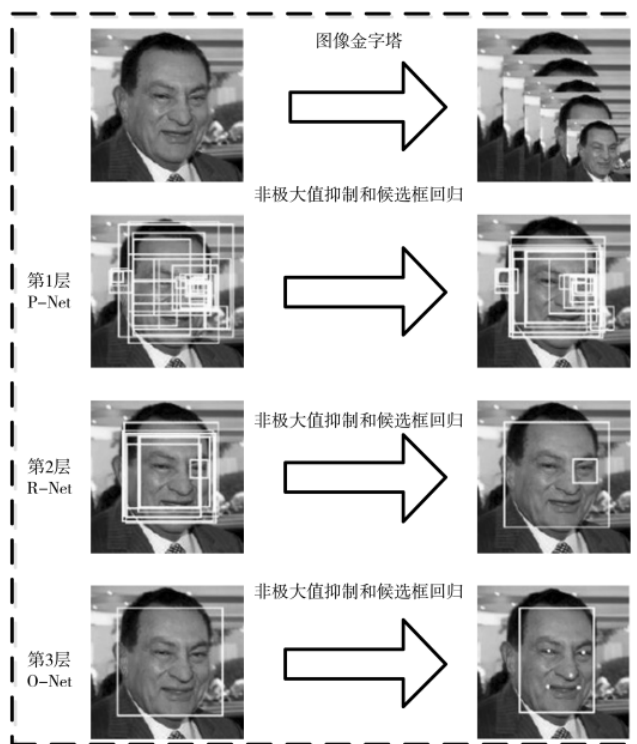 图像金字塔
非极大值抑制和候选框回归
第1层
P-Net
非极大值抑制和候选框回归
第2层
R-Net
非极大值抑制和候选框回归
第3层
O-Net